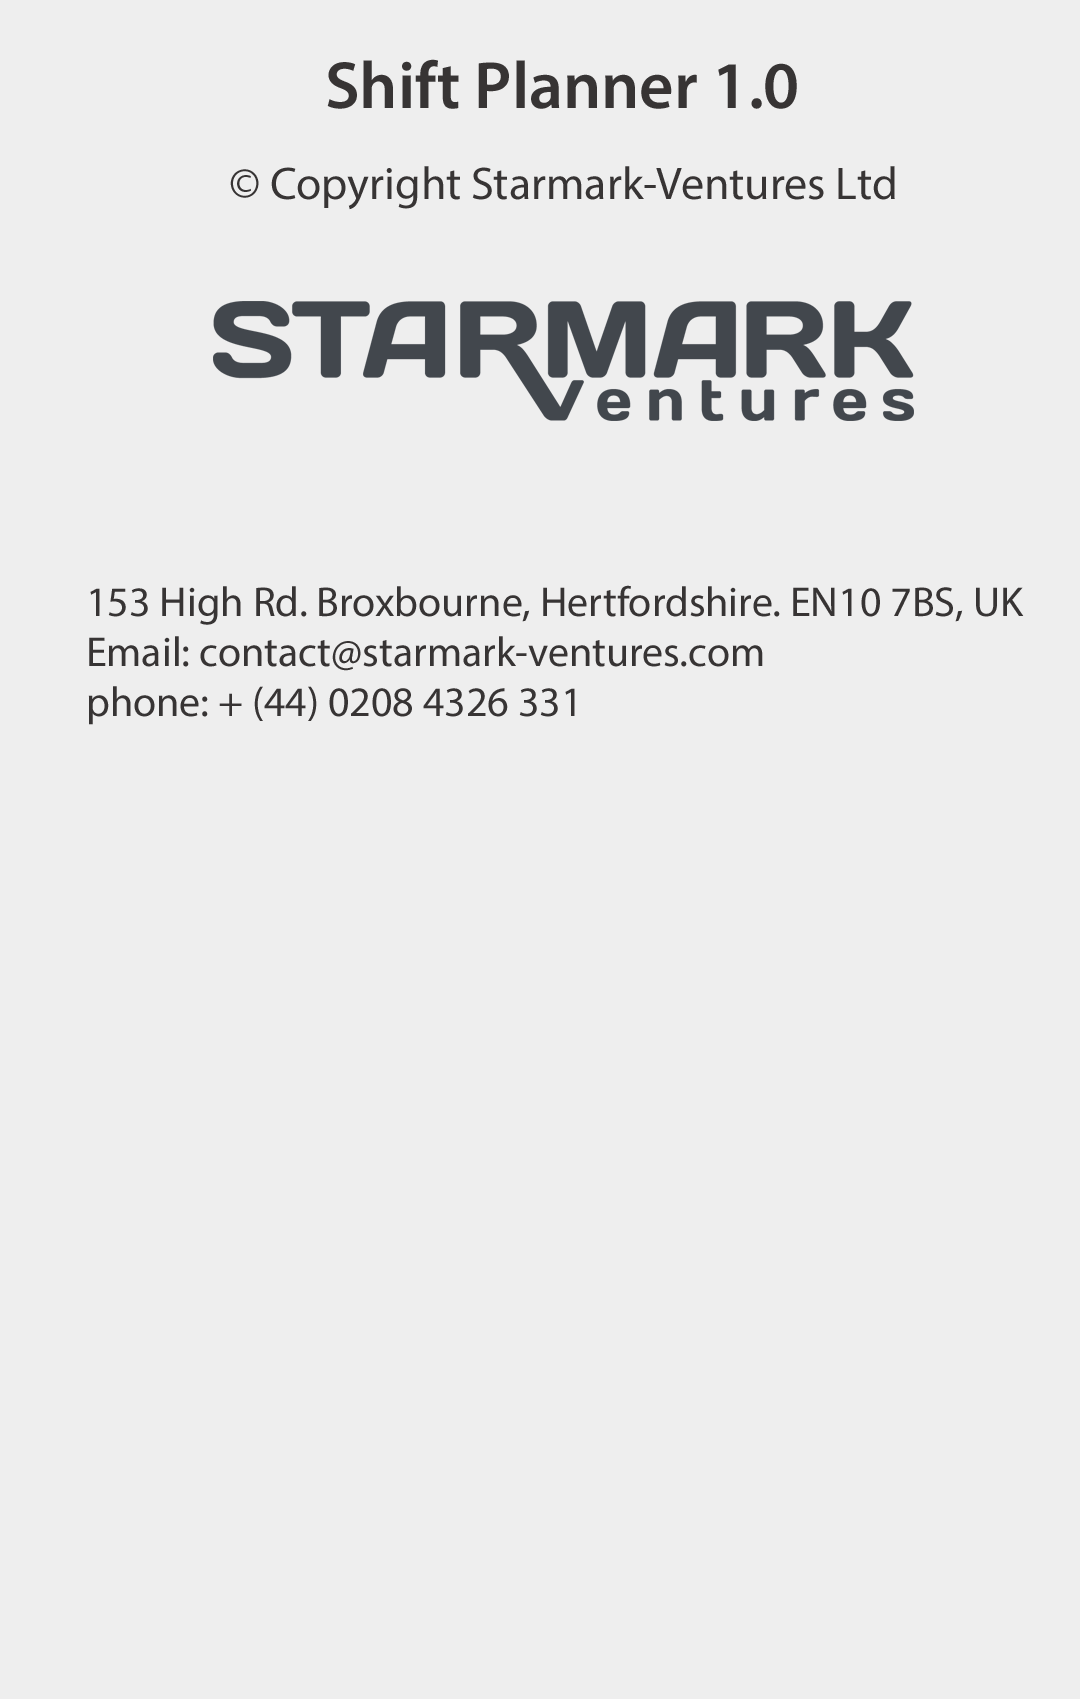 Shift Planner 1.0
© Copyright Starmark-Ventures Ltd
STARMARK
Ventures
153 High Rd. Broxbourne, Hertfordshire. EN10 7BS, UK
Email: contact@starmark-ventures.com
phone: + (44) 0208 4326 331